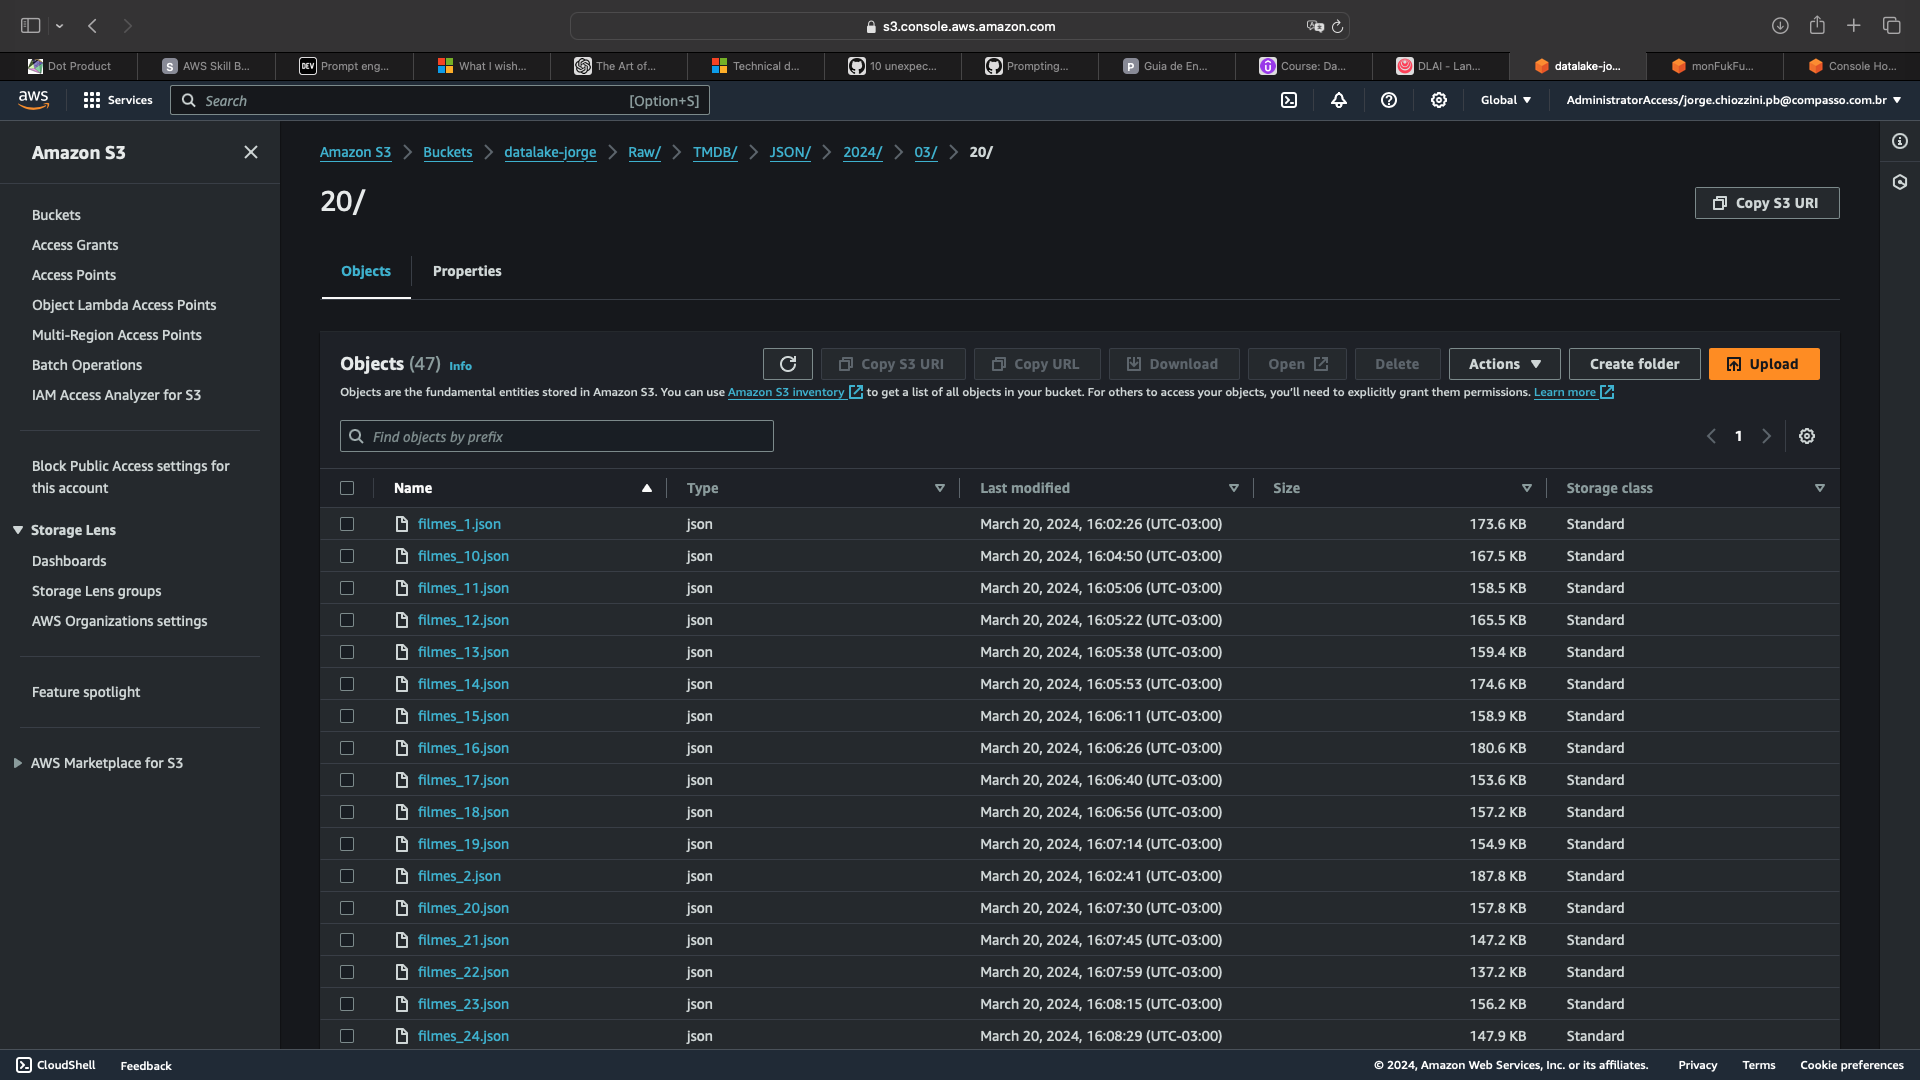 s3.console.aws.amazon.com
Dot Product
AWS Skill B...
Prompt eng...
What I wish...
The Art of...
Technical d...
10 unexpec...
Prompting...
Guia de En...
Course: Da...
DLAI - Lan...
datalake-jo...
monFukFu...
Console Ho...
aws
Services
Search
[Option+S]
Global
AdministratorAccess/jorge.chiozzini.pb@compasso.com.br
Amazon S3
Buckets
Access Grants
Access Points
Object Lambda Access Points
Multi-Region Access Points
Batch Operations
IAM Access Analyzer for S3
Block Public Access settings for
this account
Storage Lens
Dashboards
Storage Lens groups
AWS Organizations settings
Feature spotlight
AWS Marketplace for S3
Amazon S3 > Buckets > datalake-jorge > Raw/ > TMDB/ > JSON/ > 2024/ > 03/ > 20/
20/
Copy S3 URI
Objects
Properties
Objects (47) Info
Copy S3 URI
Copy URL
Download
Open
Delete
Actions
Create folder
Upload
Objects are the fundamental entities stored in Amazon S3. You can use Amazon S3 inventory to get a list of all objects in your bucket. For others to access your objects, you'll need to explicitly grant them permissions. Learn more
Find objects by prefix
1
Name Type Last modified Size Storage class
filmes_1.json json March 20, 2024, 16:02:26 (UTC-03:00) 173.6 KB Standard
filmes_10.json json March 20, 2024, 16:04:50 (UTC-03:00) 167.5 KB Standard
filmes_11.json json March 20, 2024, 16:05:06 (UTC-03:00) 158.5 KB Standard
filmes_12.json json March 20, 2024, 16:05:22 (UTC-03:00) 165.5 KB Standard
filmes_13.json json March 20, 2024, 16:05:38 (UTC-03:00) 159.4 KB Standard
filmes_14.json json March 20, 2024, 16:05:53 (UTC-03:00) 174.6 KB Standard
filmes_15.json json March 20, 2024, 16:06:11 (UTC-03:00) 158.9 KB Standard
filmes_16.json json March 20, 2024, 16:06:26 (UTC-03:00) 180.6 KB Standard
filmes_17.json json March 20, 2024, 16:06:40 (UTC-03:00) 153.6 KB Standard
filmes_18.json json March 20, 2024, 16:06:56 (UTC-03:00) 157.2 KB Standard
filmes_19.json json March 20, 2024, 16:07:14 (UTC-03:00) 154.9 KB Standard
filmes_2.json json March 20, 2024, 16:02:41 (UTC-03:00) 187.8 KB Standard
filmes_20.json json March 20, 2024, 16:07:30 (UTC-03:00) 157.8 KB Standard
filmes_21.json json March 20, 2024, 16:07:45 (UTC-03:00) 147.2 KB Standard
filmes_22.json json March 20, 2024, 16:07:59 (UTC-03:00) 137.2 KB Standard
filmes_23.json json March 20, 2024, 16:08:15 (UTC-03:00) 156.2 KB Standard
filmes_24.json json March 20, 2024, 16:08:29 (UTC-03:00) 147.9 KB Standard
CloudShell
Feedback
© 2024, Amazon Web Services, Inc. or its affiliates.
Privacy
Terms
Cookie preferences